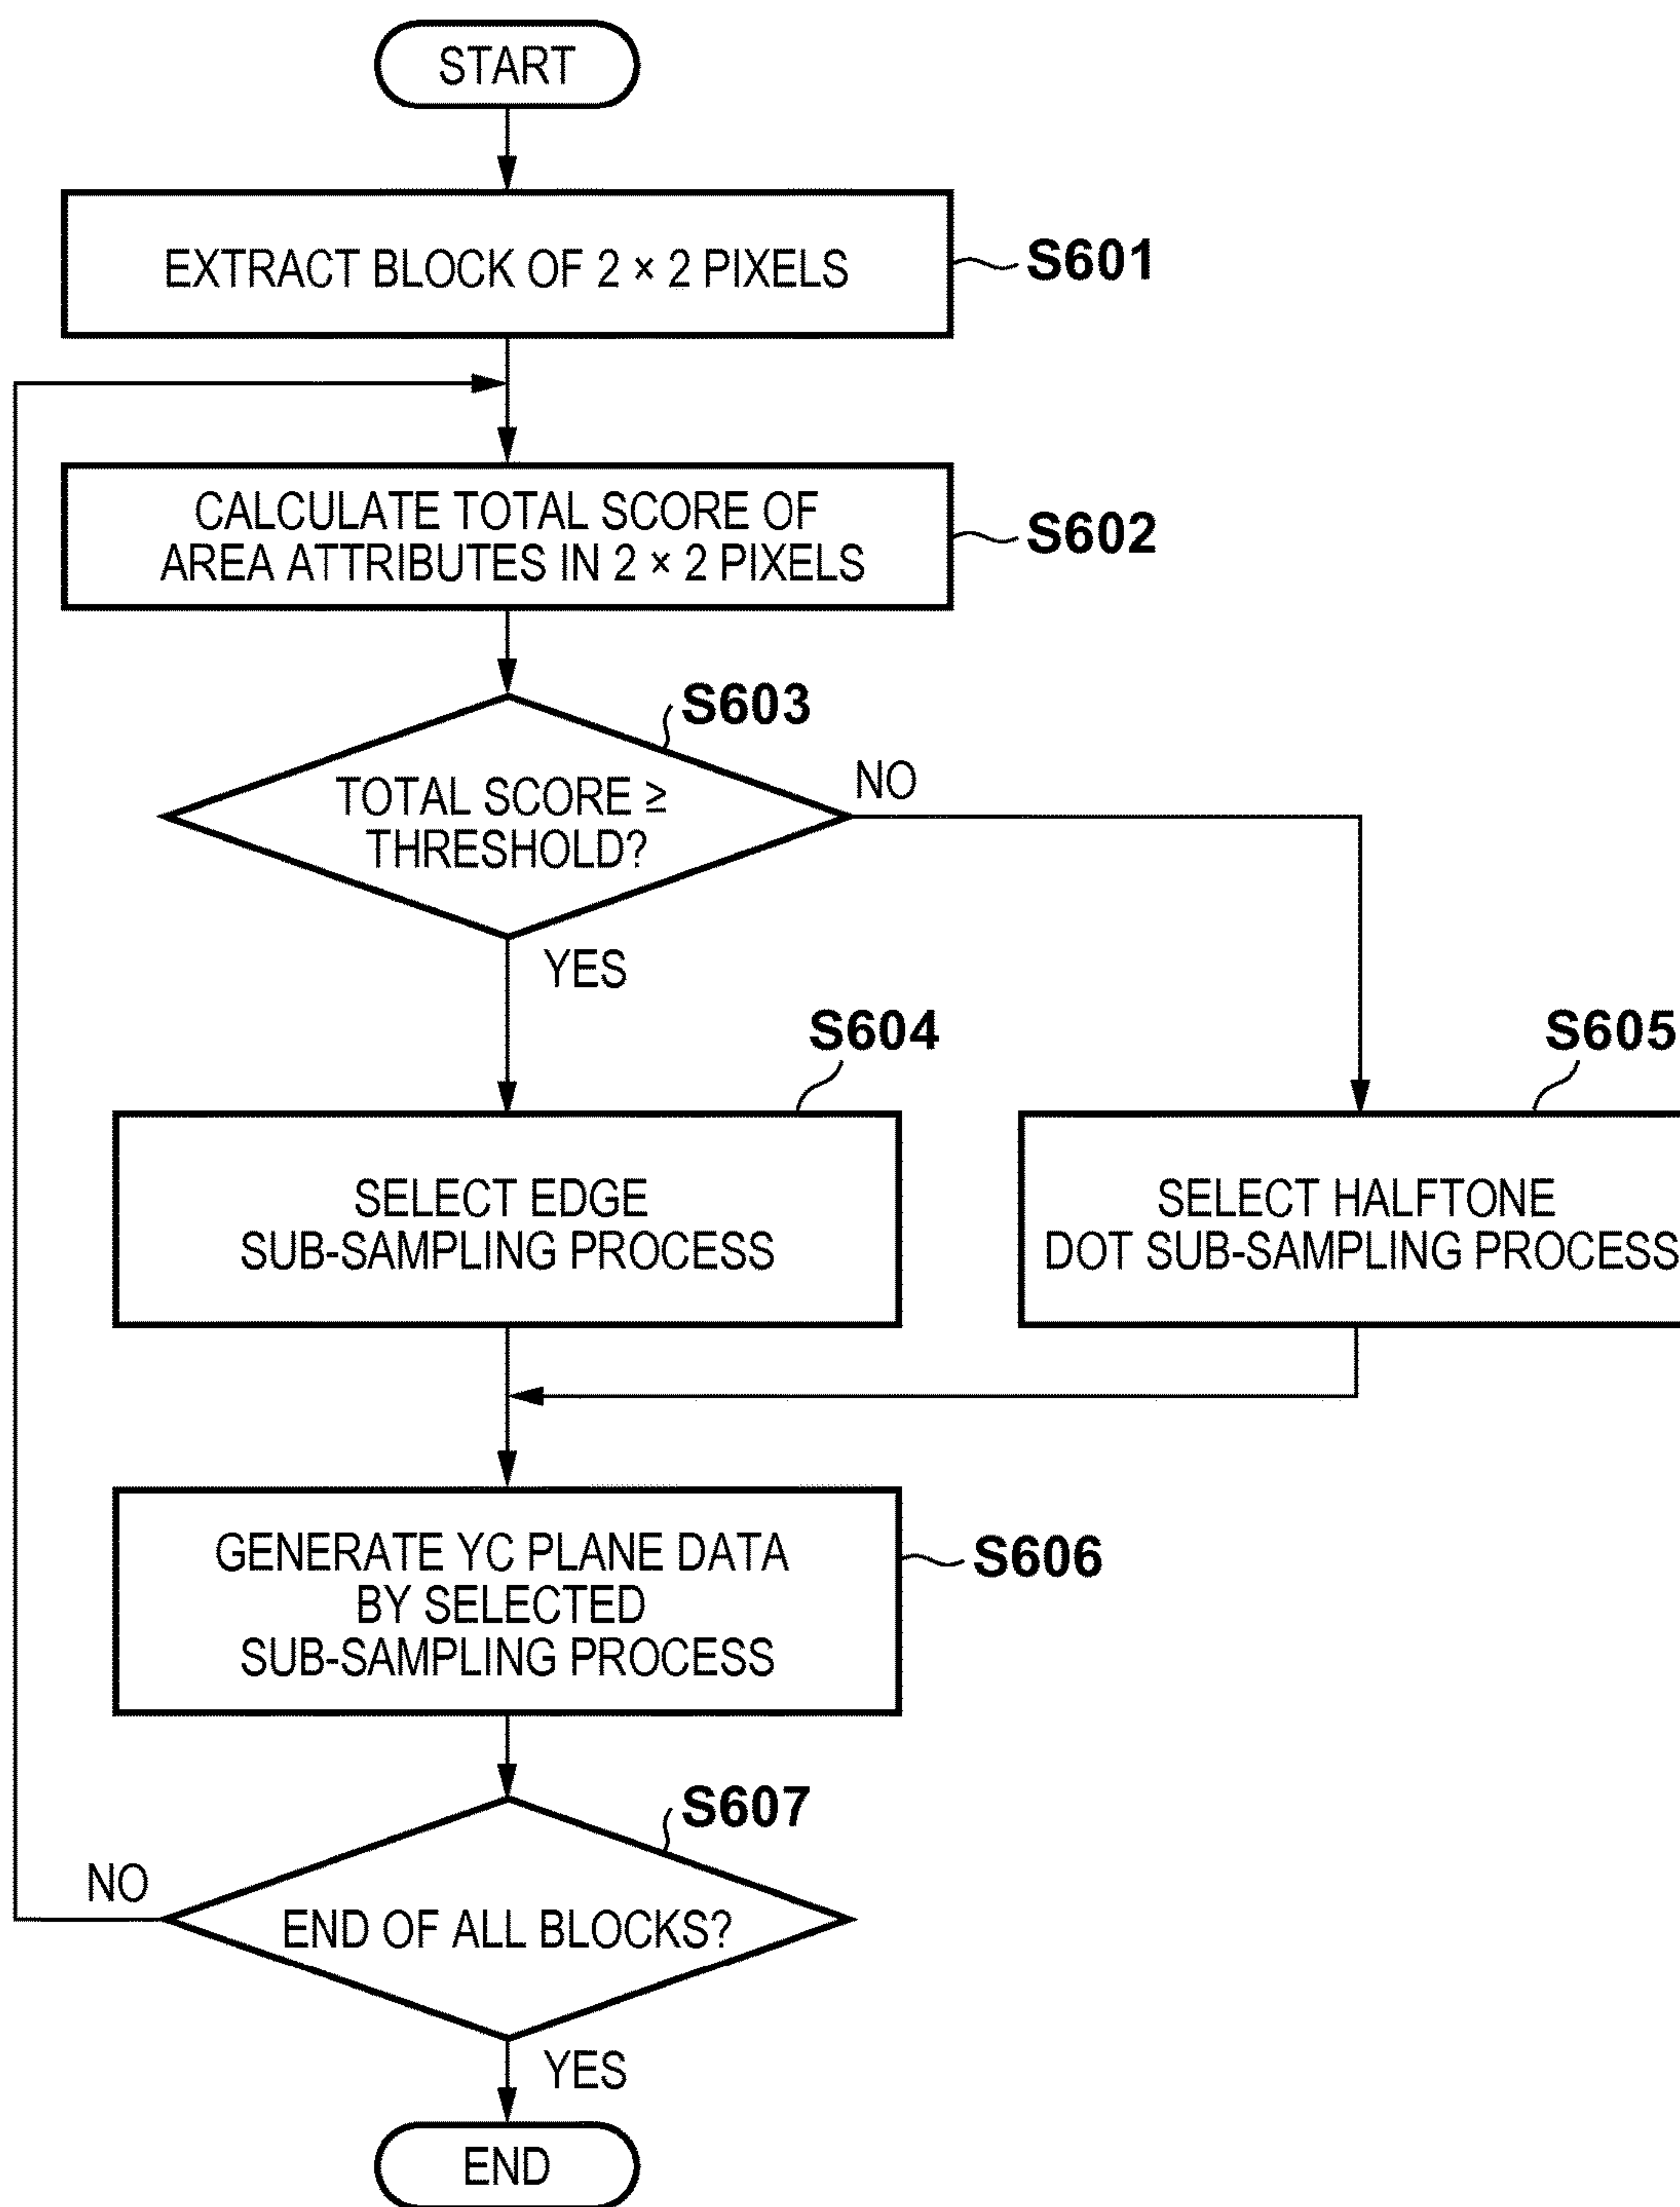 START
EXTRACT BLOCK OF 2 × 2 PIXELS
S601
CALCULATE TOTAL SCORE OF
AREA ATTRIBUTES IN 2 × 2 PIXELS
S602
S603
TOTAL SCORE ≥
THRESHOLD?
NO
YES
S604
SELECT EDGE
SUB-SAMPLING PROCESS
S605
SELECT HALFTONE
DOT SUB-SAMPLING PROCESS
GENERATE YC PLANE DATA
BY SELECTED
SUB-SAMPLING PROCESS
S606
S607
NO
END OF ALL BLOCKS?
YES
END